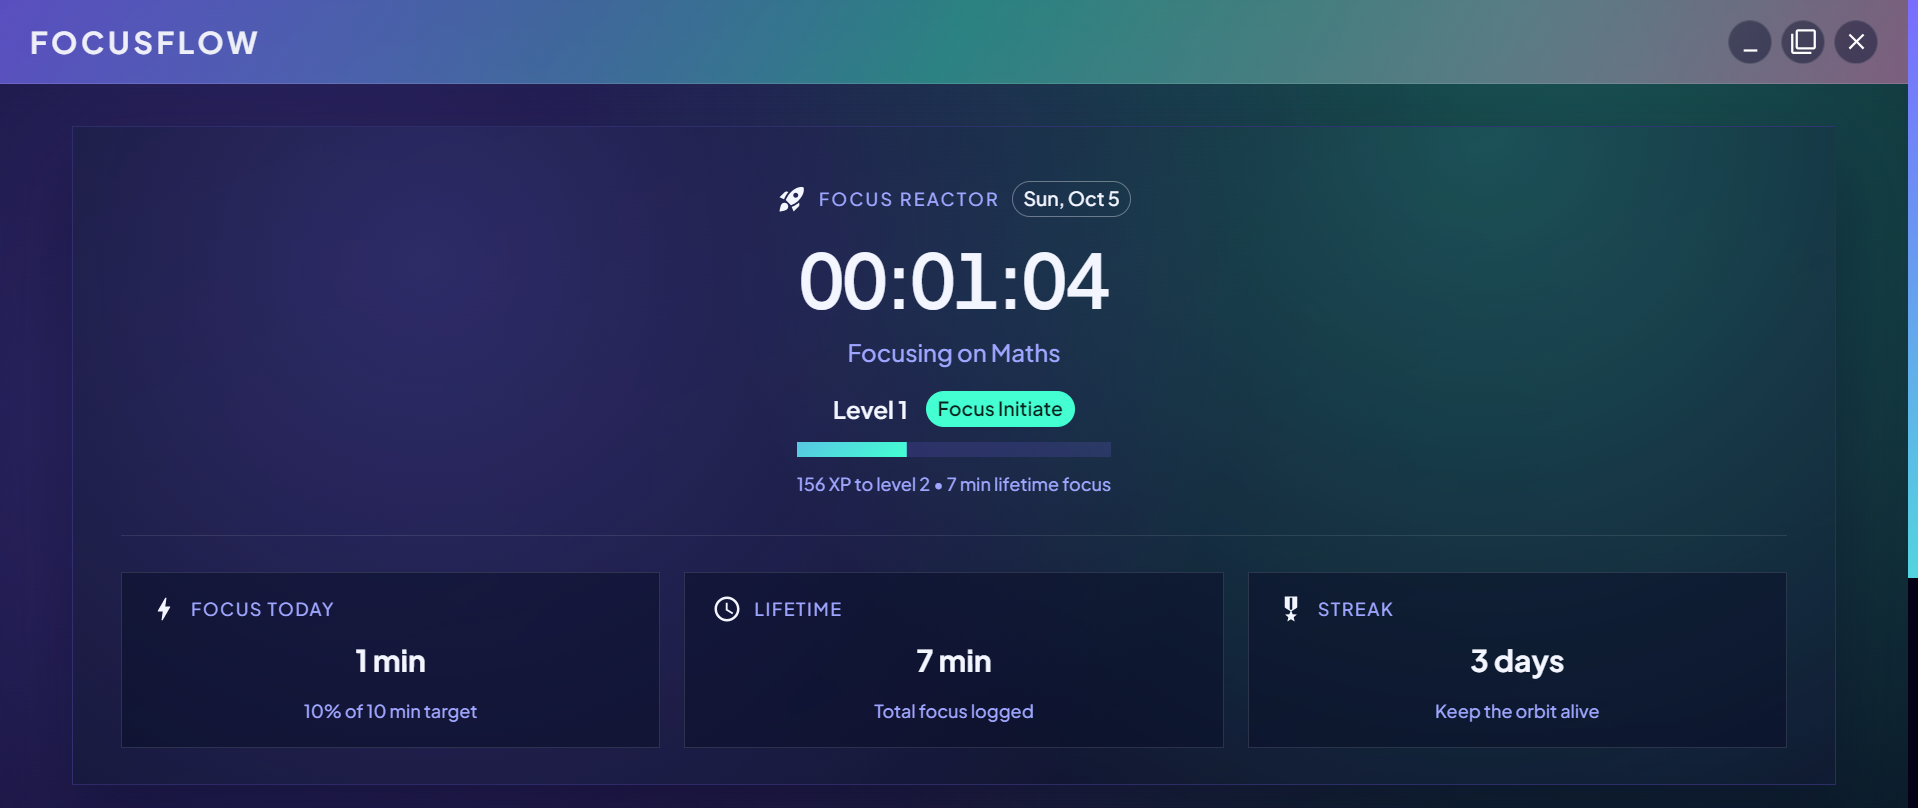 FOCUSFLOW
FOCUS REACTOR Sun, Oct 5
00:01:04
Focusing on Maths
Level 1 Focus Initiate
156 XP to level 2 • 7 min lifetime focus
FOCUS TODAY
1 min
10% of 10 min target
LIFETIME
7 min
Total focus logged
STREAK
3 days
Keep the orbit alive